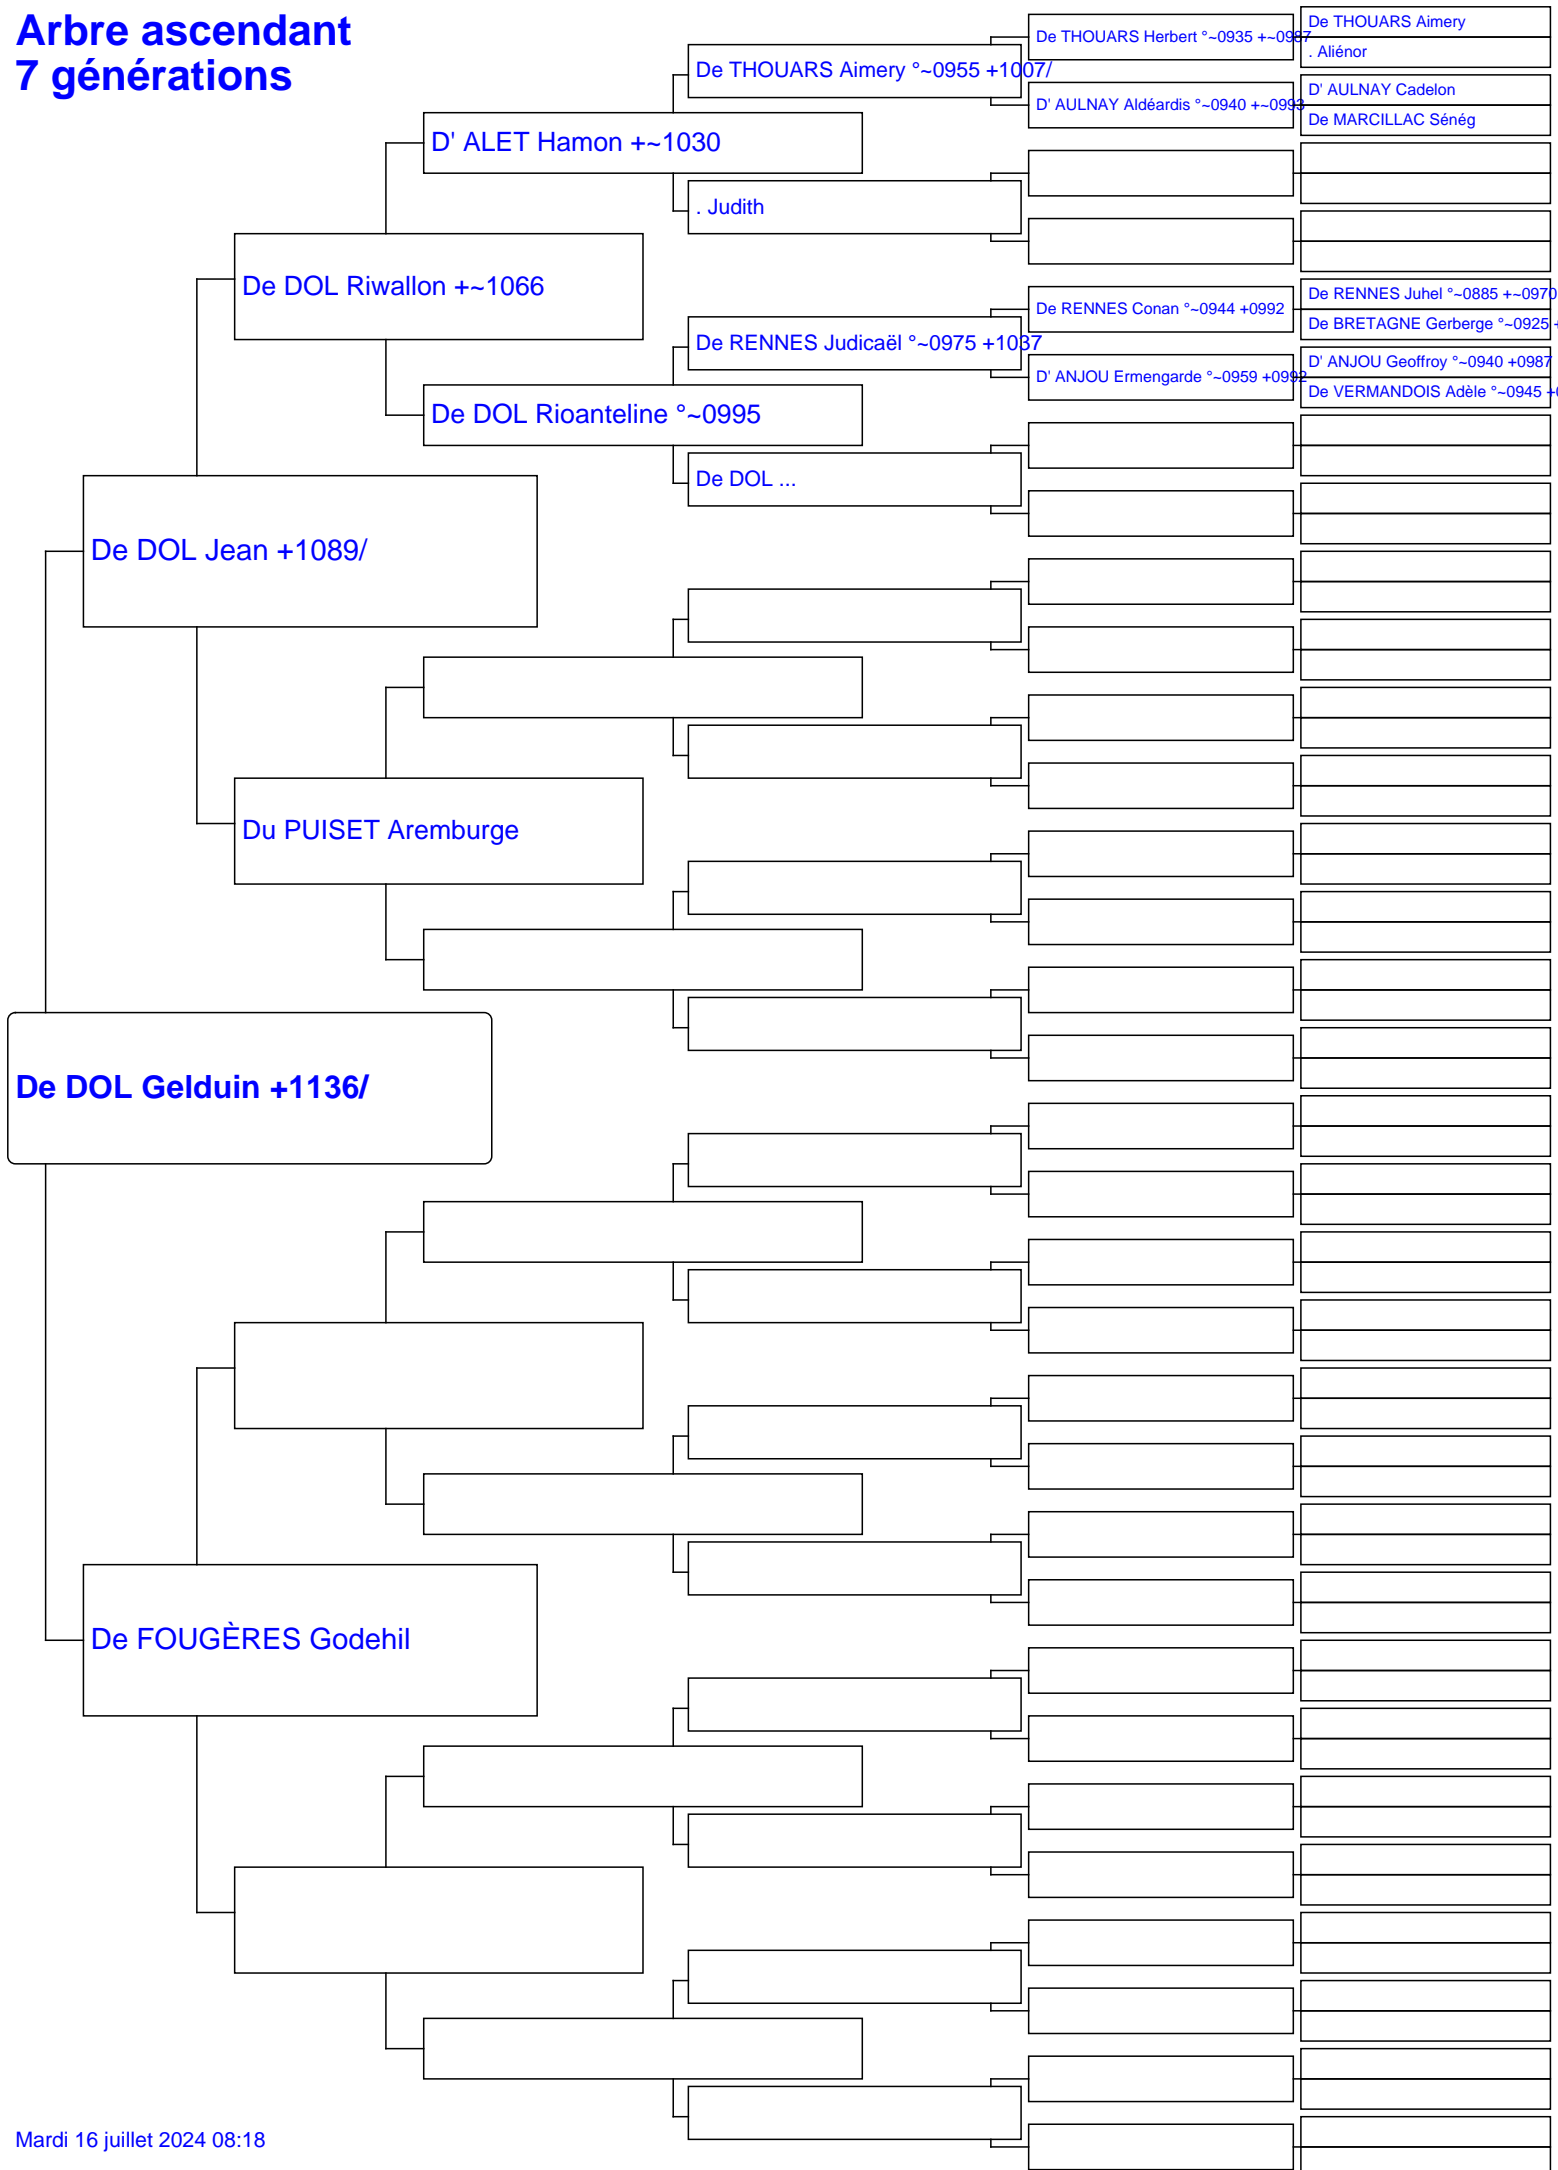 Arbre ascendant
7 générations
De THOUARS Herbert °~0935 +~0987
De THOUARS Aimery
. Aliénor
De THOUARS Aimery °~0955 +1007/
D' AULNAY Aldéardis °~0940 +~0993
D' AULNAY Cadelon
De MARCILLAC Sénég
D' ALET Hamon +~1030
. Judith
De DOL Riwallon +~1066
De RENNES Conan °~0944 +0992
De RENNES Juhel °~0885 +~0970
De BRETAGNE Gerberge °~0925 +
De RENNES Judicaël °~0975 +1037
D' ANJOU Ermengarde °~0959 +0992
D' ANJOU Geoffroy °~0940 +0987
De VERMANDOIS Adèle °~0945 +
De DOL Rioanteline °~0995
De DOL ...
De DOL Jean +1089/
Du PUISET Aremburge
De DOL Gelduin +1136/
De FOUGÈRES Godehil
Mardi 16 juillet 2024 08:18